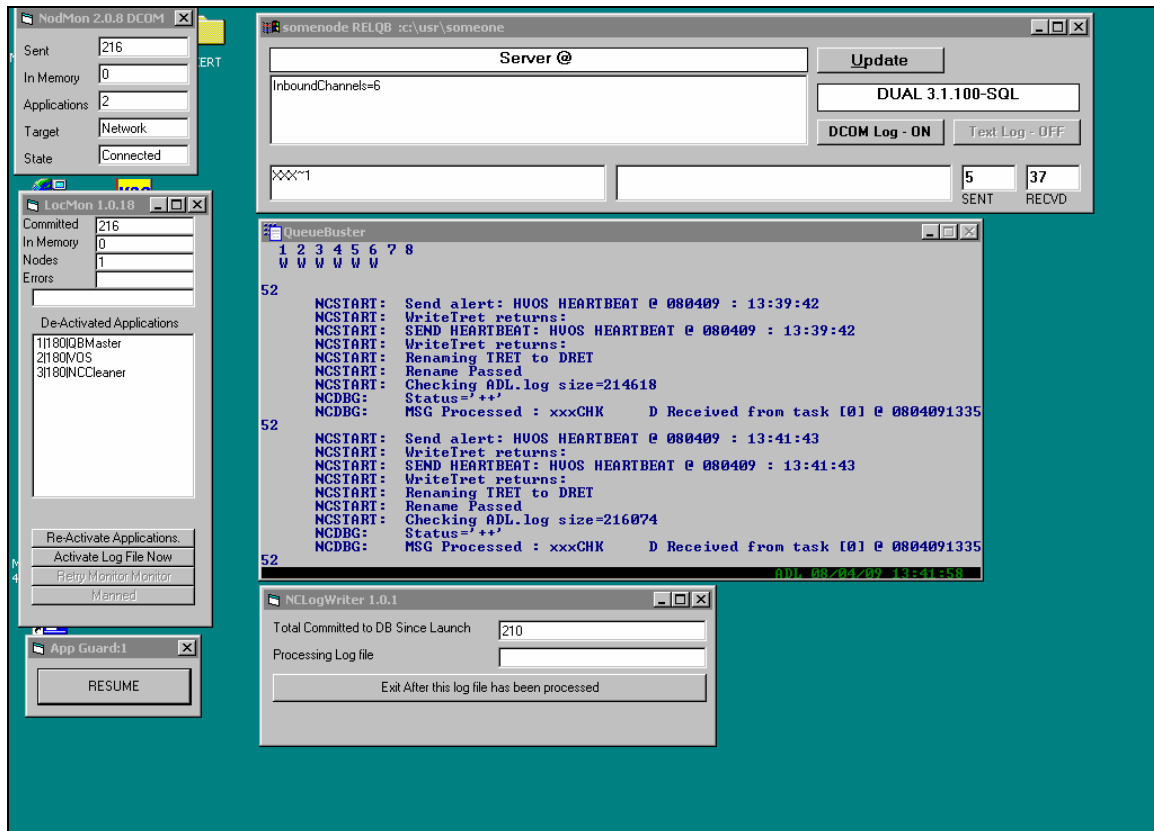 NodMon 2.0.8 DCOM
Sent 216
In Memory 0
Applications 2
Target Network
State Connected
ERT
LocMon 1.0.18
Committed 216
In Memory 0
Nodes 1
Errors
De-Activated Applications
1|180|QBMaster
2|180|VOS
3|180|NCCleaner
Re-Activate Applications.
Activate Log File Now
Retry Monitor Monitor
Manned
App Guard:1
RESUME
somenode RELQB :c:\usr\someone
Server @
Update
InboundChannels=6
DUAL 3.1.100-SQL
DCOM Log - ON
Text Log - OFF
XXX~1
5
37
SENT
RECVD
QueueBuster
1 2 3 4 5 6 7 8
W W W W W W
52
NCSTART: Send alert: HVOS HEARTBEAT @ 080409 : 13:39:42
NCSTART: WriteTret returns:
NCSTART: SEND HEARTBEAT: HVOS HEARTBEAT @ 080409 : 13:39:42
NCSTART: WriteTret returns:
NCSTART: Renaming TRET to DRET
NCSTART: Rename Passed
NCSTART: Checking ADL.log size=214618
NCDBG: Status='++'
NCDBG: MSG Processed : xxxCHK D Received from task [0] @ 0804091335
52
NCSTART: Send alert: HVOS HEARTBEAT @ 080409 : 13:41:43
NCSTART: WriteTret returns:
NCSTART: SEND HEARTBEAT: HVOS HEARTBEAT @ 080409 : 13:41:43
NCSTART: WriteTret returns:
NCSTART: Renaming TRET to DRET
NCSTART: Rename Passed
NCSTART: Checking ADL.log size=216074
NCDBG: Status='++'
NCDBG: MSG Processed : xxxCHK D Received from task [0] @ 0804091335
52
ADL 08/04/09 13:41:58
NCLogWriter 1.0.1
Total Committed to DB Since Launch 210
Processing Log file
Exit After this log file has been processed